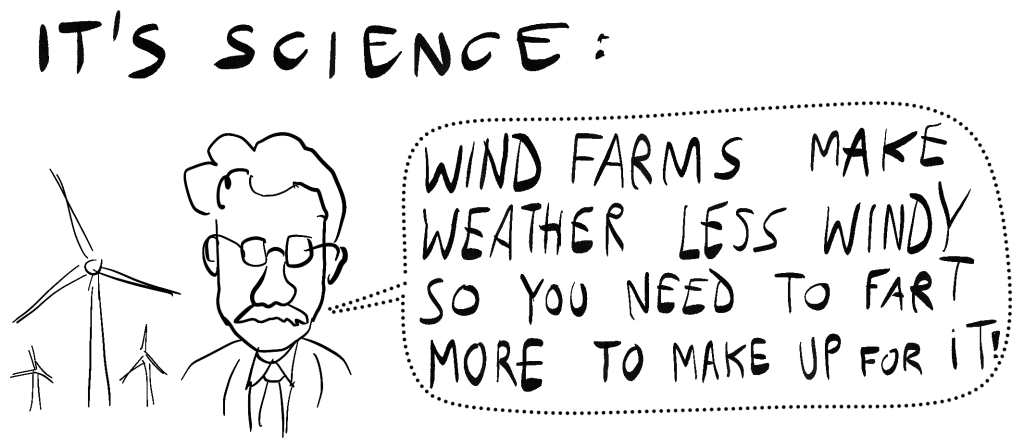 IT'S SCIENCE:
WIND FARMS MAKE
WEATHER LESS WINDY
SO YOU NEED TO FART
MORE TO MAKE UP FOR IT!